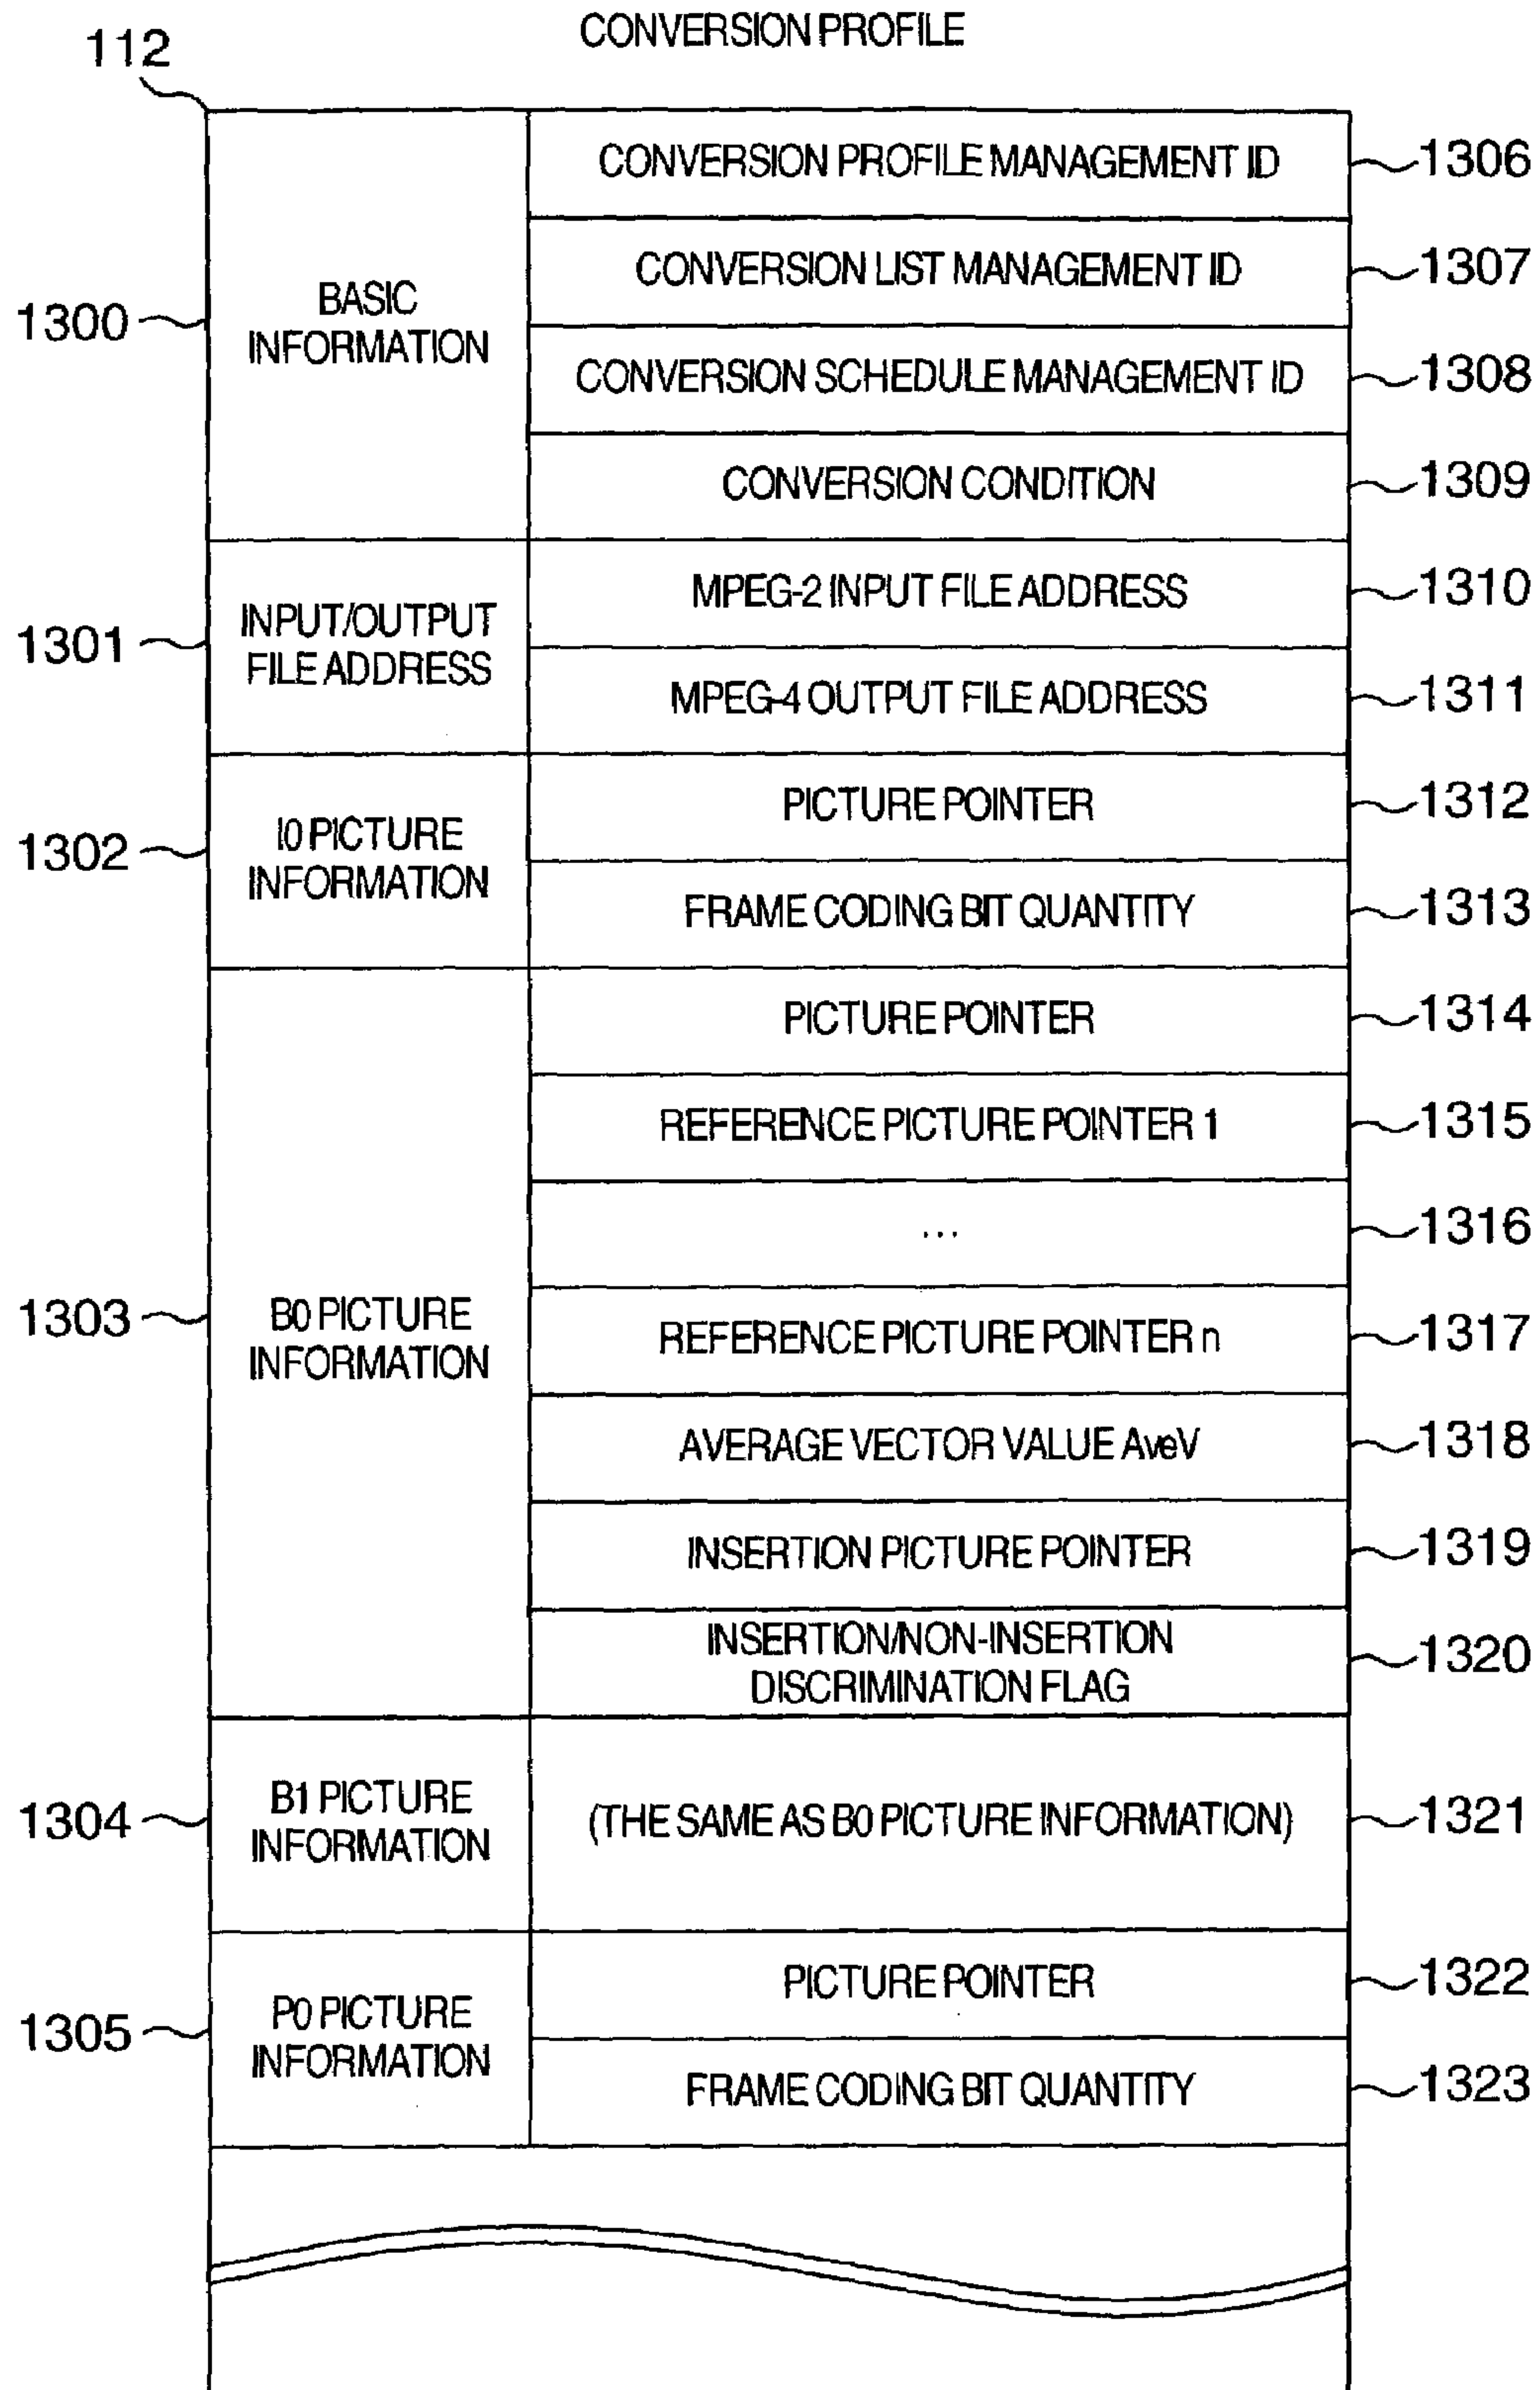 CONVERSION PROFILE
112
1300
BASIC
INFORMATION
CONVERSION PROFILE MANAGEMENT ID
1306
CONVERSION LIST MANAGEMENT ID
1307
CONVERSION SCHEDULE MANAGEMENT ID
1308
CONVERSION CONDITION
1309
1301
INPUT/OUTPUT
FILE ADDRESS
MPEG-2 INPUT FILE ADDRESS
1310
MPEG-4 OUTPUT FILE ADDRESS
1311
1302
I0 PICTURE
INFORMATION
PICTURE POINTER
1312
FRAME CODING BIT QUANTITY
1313
1303
B0 PICTURE
INFORMATION
PICTURE POINTER
1314
REFERENCE PICTURE POINTER 1
1315
...
1316
REFERENCE PICTURE POINTER n
1317
AVERAGE VECTOR VALUE AveV
1318
INSERTION PICTURE POINTER
1319
INSERTION/NON-INSERTION
DISCRIMINATION FLAG
1320
1304
B1 PICTURE
INFORMATION
(THE SAME AS B0 PICTURE INFORMATION)
1321
1305
P0 PICTURE
INFORMATION
PICTURE POINTER
1322
FRAME CODING BIT QUANTITY
1323